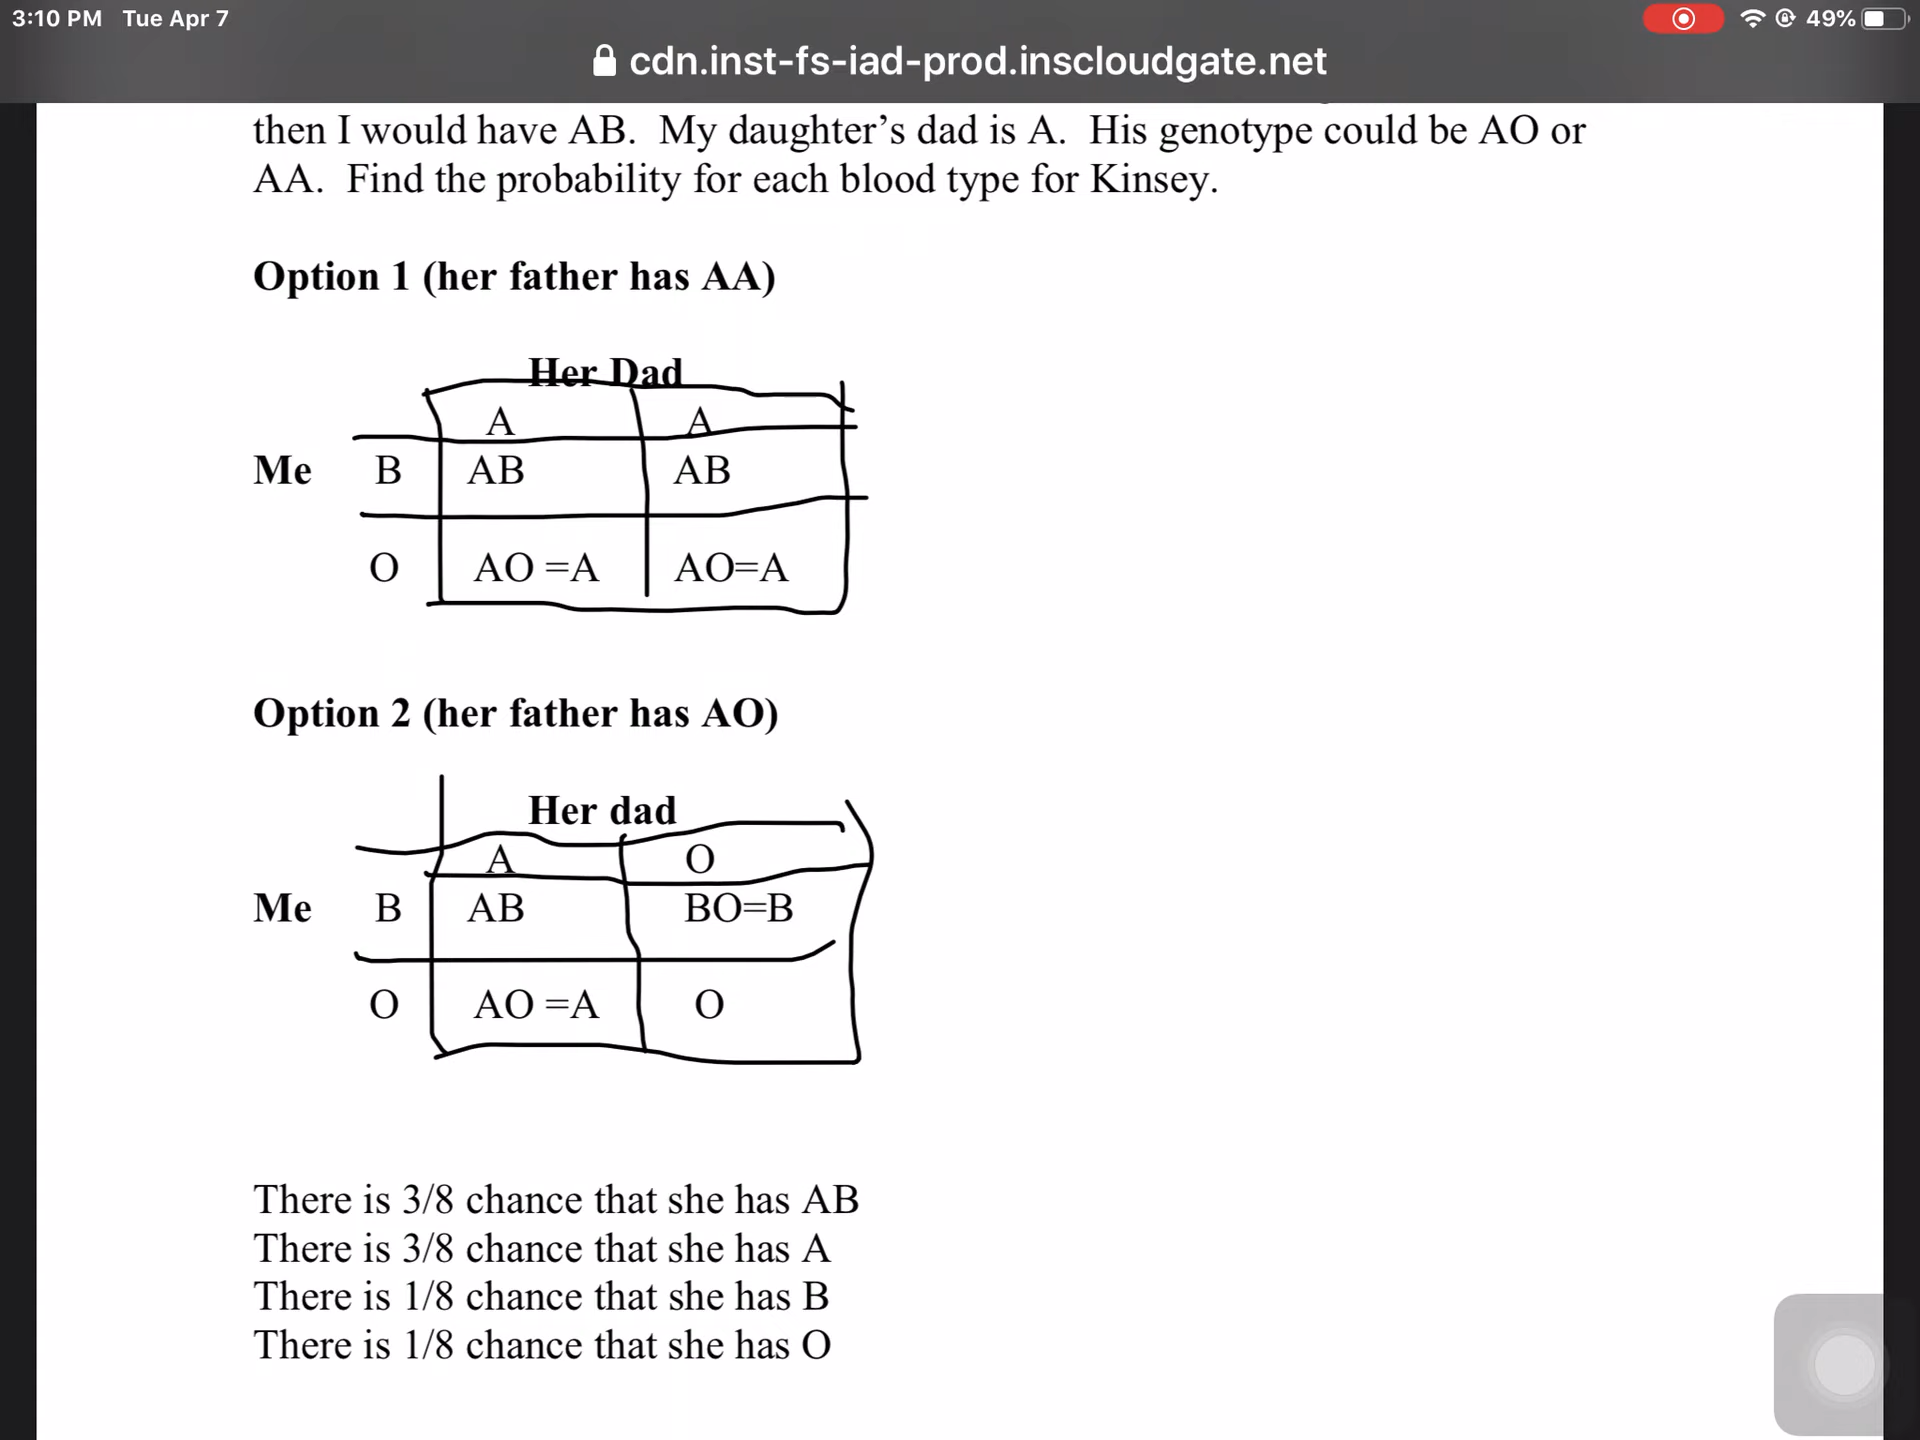 3:10 PM Tue Apr 7
49%
cdn.inst-fs-iad-prod.inscloudgate.net
then I would have AB. My daughter’s dad is A. His genotype could be AO or
AA. Find the probability for each blood type for Kinsey.
Option 1 (her father has AA)
Her Dad
A A
Me B AB AB
O AO =A AO=A
Option 2 (her father has AO)
Her dad
A O
Me B AB BO=B
O AO =A O
There is 3/8 chance that she has AB
There is 3/8 chance that she has A
There is 1/8 chance that she has B
There is 1/8 chance that she has O